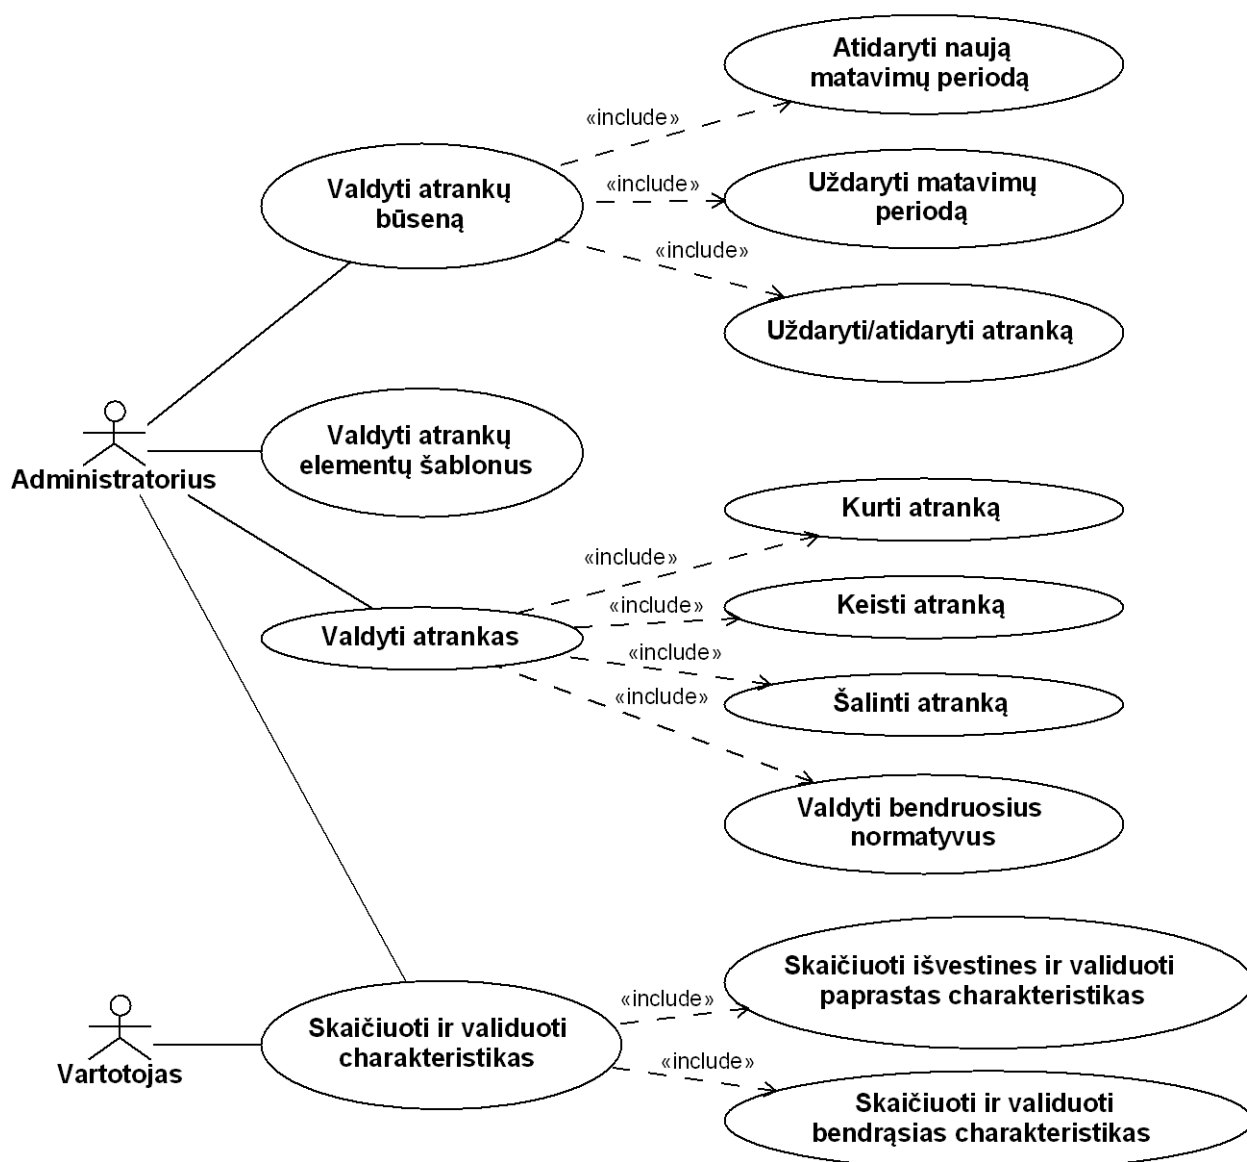 Atidaryti naują
matavimų periodą
«include»
Valdyti atrankų
būseną
«include»
Uždaryti matavimų
periodą
«include»
Uždaryti/atidaryti atranką
Valdyti atrankų
elementų šablonus
Administratorius
Kurti atranką
«include»
Keisti atranką
«include»
Valdyti atrankas
«include»
Šalinti atranką
«include»
Valdyti bendruosius
normatyvus
Skaičiuoti išvestines ir validuoti
paprastas charakteristikas
«include»
Skaičiuoti ir validuoti
charakteristikas
Vartotojas
«include»
Skaičiuoti ir validuoti
bendrąsias charakteristikas